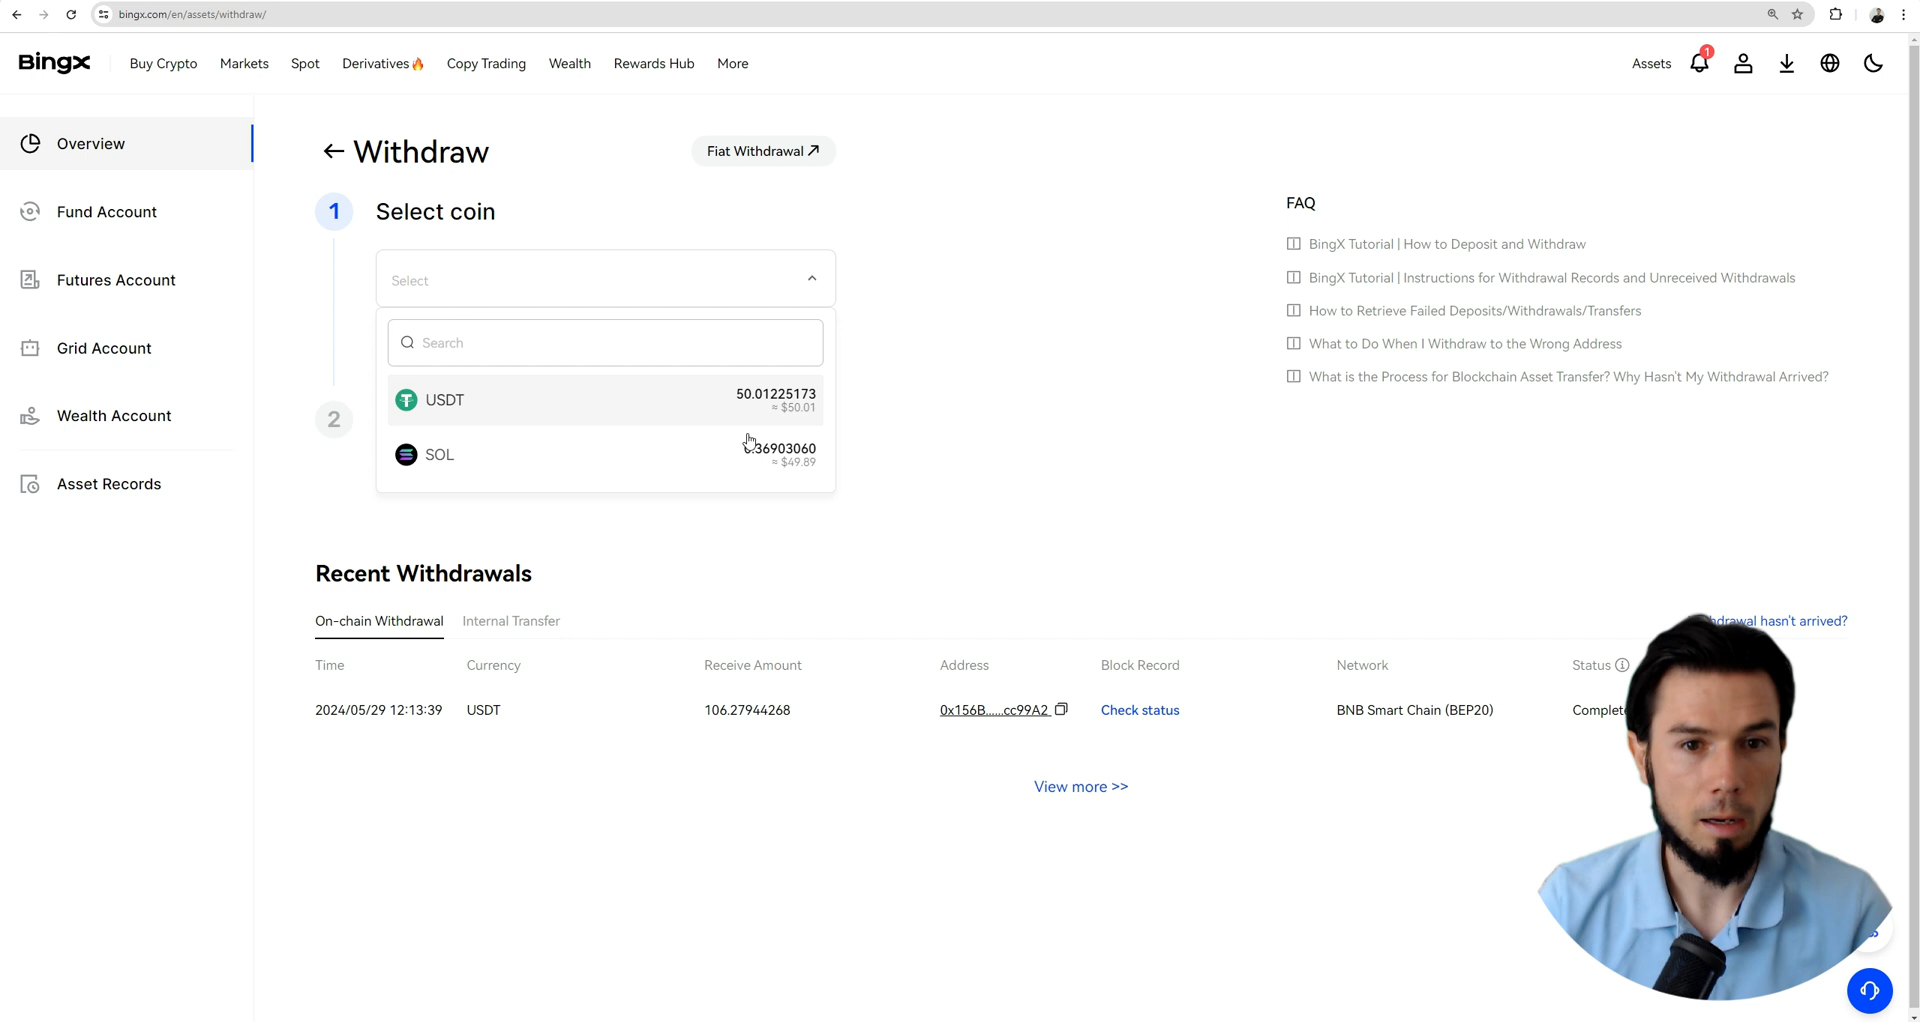 bingx.com/en/assets/withdraw/
BingX
Buy Crypto
Markets
Spot
Derivatives🔥
Copy Trading
Wealth
Rewards Hub
More
Assets
1
Overview
Fund Account
Futures Account
Grid Account
Wealth Account
Asset Records
← Withdraw
Fiat Withdrawal ↗
1 Select coin
Select
Search
USDT
50.01225173
≈ $50.01
2
SOL
.36903060
≈ $49.89
FAQ
BingX Tutorial | How to Deposit and Withdraw
BingX Tutorial | Instructions for Withdrawal Records and Unreceived Withdrawals
How to Retrieve Failed Deposits/Withdrawals/Transfers
What to Do When I Withdraw to the Wrong Address
What is the Process for Blockchain Asset Transfer? Why Hasn't My Withdrawal Arrived?
Recent Withdrawals
On-chain Withdrawal
Internal Transfer
hdrawal hasn't arrived?
Time Currency Receive Amount Address Block Record Network Status
2024/05/29 12:13:39 USDT 106.27944268 0x156B......cc99A2 Check status BNB Smart Chain (BEP20) Complet
View more >>